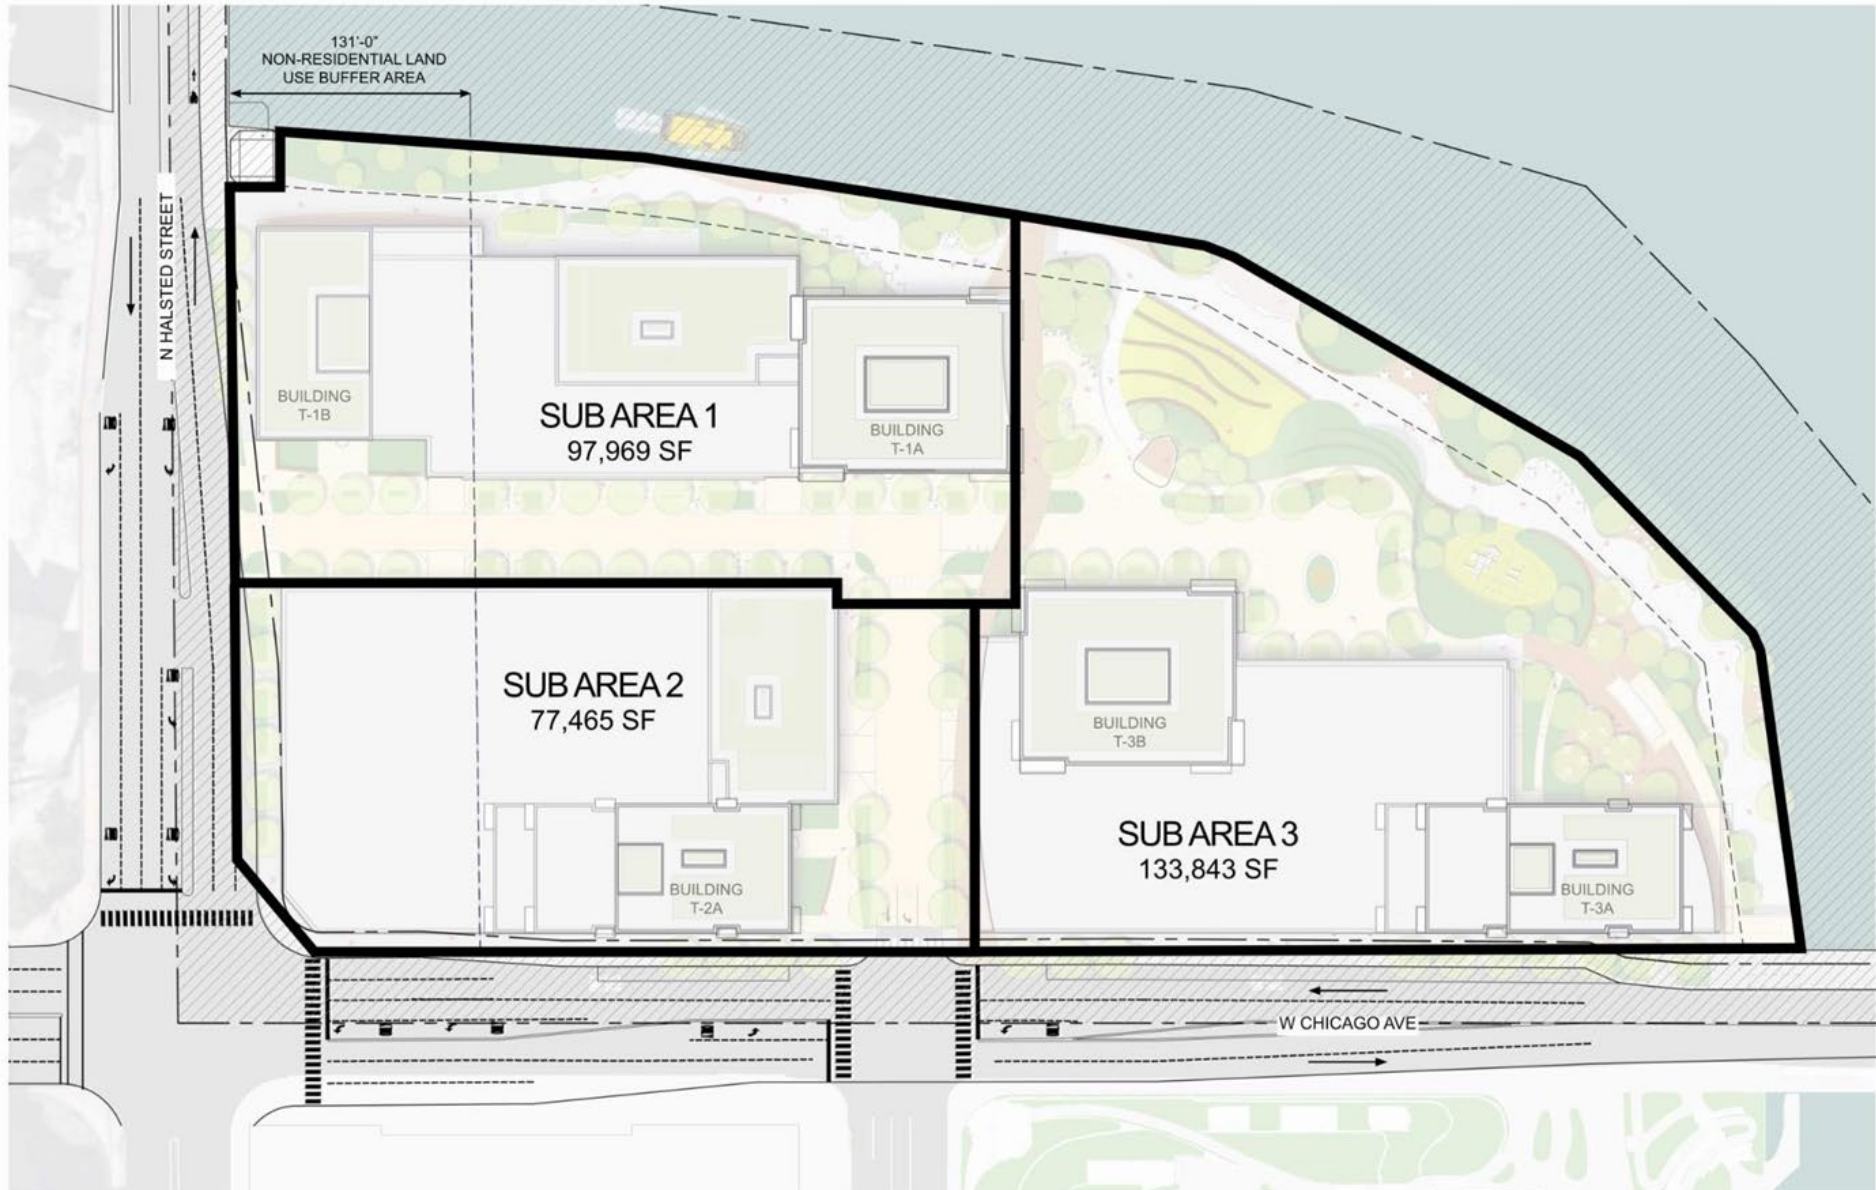 131'-0"
NON-RESIDENTIAL LAND
USE BUFFER AREA
N HALSTED STREET
BUILDING
T-1B
SUB AREA 1
97,969 SF
BUILDING
T-1A
SUB AREA 2
77,465 SF
BUILDING
T-2A
BUILDING
T-3B
SUB AREA 3
133,843 SF
BUILDING
T-3A
W CHICAGO AVE